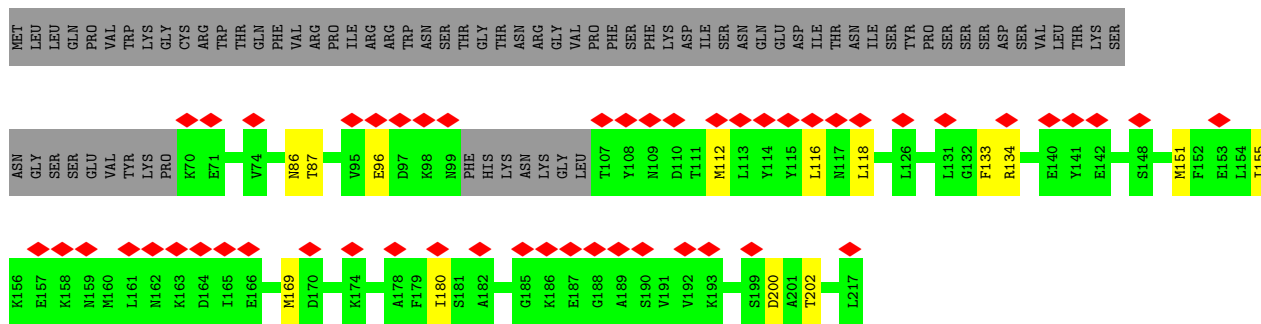 MET LEU LEU GLN PRO VAL TRP LYS GLY CYS ARG TRP THR GLN PHE VAL ARG PRO ILE ARG ARG TRP ASN SER THR GLY THR ASN ARG GLY VAL PRO PHE SER PHE LYS ASP ILE SER ASN GLN GLU ASP ILE THR ASN ILE SER TYR PRO SER SER SER ASP SER VAL LEU THR LYS SER
ASN GLY SER SER GLU VAL TYR LYS PRO K70 E71 V74 N86 T87 V95 E96 D97 K98 N99 PHE HIS LYS ASN LYS GLY LEU T107 Y108 N109 D110 T111 M112 L113 Y114 Y115 L116 N117 L118 L126 L131 G132 F133 R134 E140 Y141 E142 S148 M151 F152 E153 L154 I155
K156 E157 K158 N159 M160 L161 N162 K163 D164 I165 E166 M169 D170 K174 A178 F179 I180 S181 A182 G185 K186 E187 G188 A189 S190 V191 V192 K193 S199 D200 A201 T202 L217